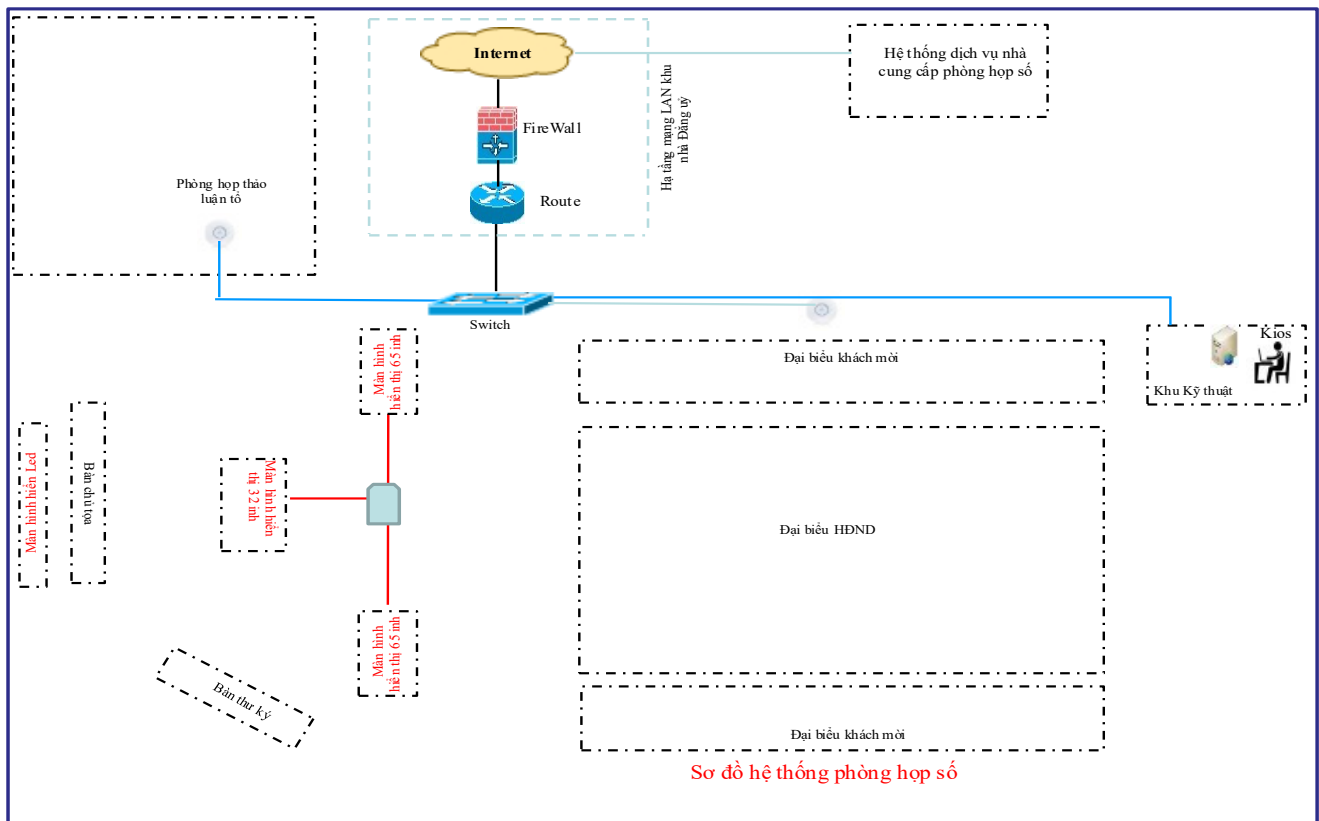 Internet
Hệ thống dịch vụ nhà
cung cấp phòng họp số
Hạ tầng mạng LAN khu
nhà Đảng uỷ
FireWall
Route
Phòng họp thảo
luận tổ
Switch
Đại biểu khách mời
Kios
Khu Kỹ thuật
Màn hình
hiển thị 65 inh
Màn hình hiển Led
Bàn chủ tọa
Màn hình hiển
thị 32 inh
Đại biểu HĐND
Màn hình
hiển thị 65 inh
Bàn thư ký
Đại biểu khách mời
Sơ đồ hệ thống phòng họp số